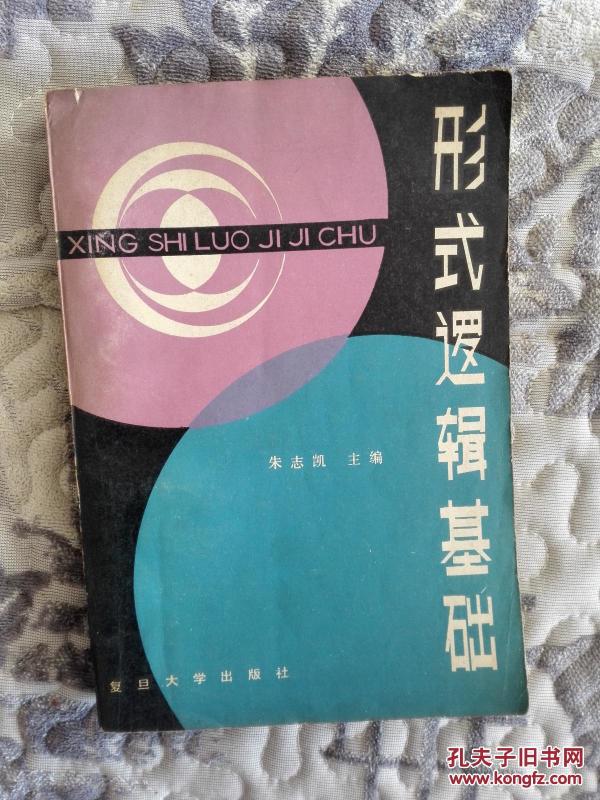 形式逻辑基础
XING SHI LUO JI JI CHU
朱志凯 主编
复旦大学出版社
孔夫子旧书网
www.kongfz.com